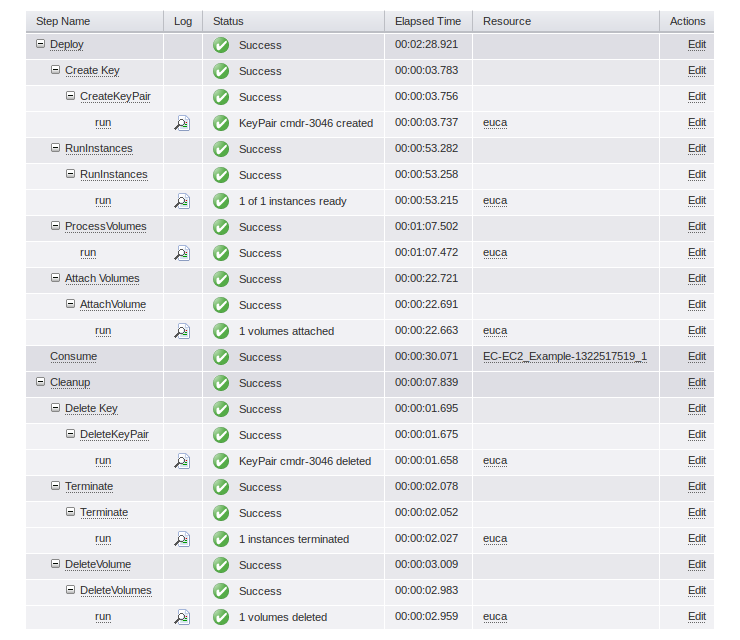 Step Name Log Status Elapsed Time Resource Actions
Deploy Success 00:02:28.921 Edit
Create Key Success 00:00:03.783 Edit
CreateKeyPair Success 00:00:03.756 Edit
run KeyPair cmdr-3046 created 00:00:03.737 euca Edit
RunInstances Success 00:00:53.282 Edit
RunInstances Success 00:00:53.258 Edit
run 1 of 1 instances ready 00:00:53.215 euca Edit
ProcessVolumes Success 00:01:07.502 Edit
run Success 00:01:07.472 euca Edit
Attach Volumes Success 00:00:22.721 Edit
AttachVolume Success 00:00:22.691 Edit
run 1 volumes attached 00:00:22.663 euca Edit
Consume Success 00:00:30.071 EC-EC2_Example-1322517519_1 Edit
Cleanup Success 00:00:07.839 Edit
Delete Key Success 00:00:01.695 Edit
DeleteKeyPair Success 00:00:01.675 Edit
run KeyPair cmdr-3046 deleted 00:00:01.658 euca Edit
Terminate Success 00:00:02.078 Edit
Terminate Success 00:00:02.052 Edit
run 1 instances terminated 00:00:02.027 euca Edit
DeleteVolume Success 00:00:03.009 Edit
DeleteVolumes Success 00:00:02.983 Edit
run 1 volumes deleted 00:00:02.959 euca Edit